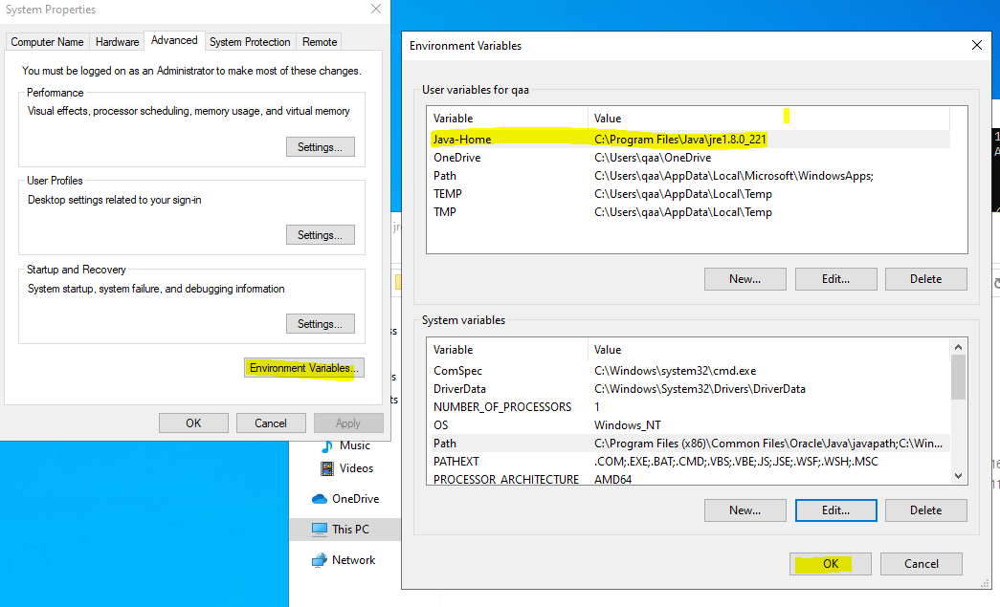 System Properties
Computer Name Hardware Advanced System Protection Remote
You must be logged on as an Administrator to make most of these changes.
Performance
Visual effects, processor scheduling, memory usage, and virtual memory
Settings...
User Profiles
Desktop settings related to your sign-in
Settings...
Startup and Recovery
System startup, system failure, and debugging information
Settings...
Environment Variables...
OK Cancel Apply
Music
Videos
OneDrive
This PC
Network
Environment Variables
User variables for qaa
Variable Value
Java-Home C:\Program Files\Java\jre1.8.0_221
OneDrive C:\Users\qaa\OneDrive
Path C:\Users\qaa\AppData\Local\Microsoft\WindowsApps;
TEMP C:\Users\qaa\AppData\Local\Temp
TMP C:\Users\qaa\AppData\Local\Temp
New... Edit... Delete
System variables
Variable Value
ComSpec C:\Windows\system32\cmd.exe
DriverData C:\Windows\System32\Drivers\DriverData
NUMBER_OF_PROCESSORS 1
OS Windows_NT
Path C:\Program Files (x86)\Common Files\Oracle\Java\javapath;C:\Win...
PATHEXT .COM;.EXE;.BAT;.CMD;.VBS;.VBE;.JS;.JSE;.WSF;.WSH;.MSC
PROCESSOR_ARCHITECTURE AMD64
New... Edit... Delete
OK Cancel